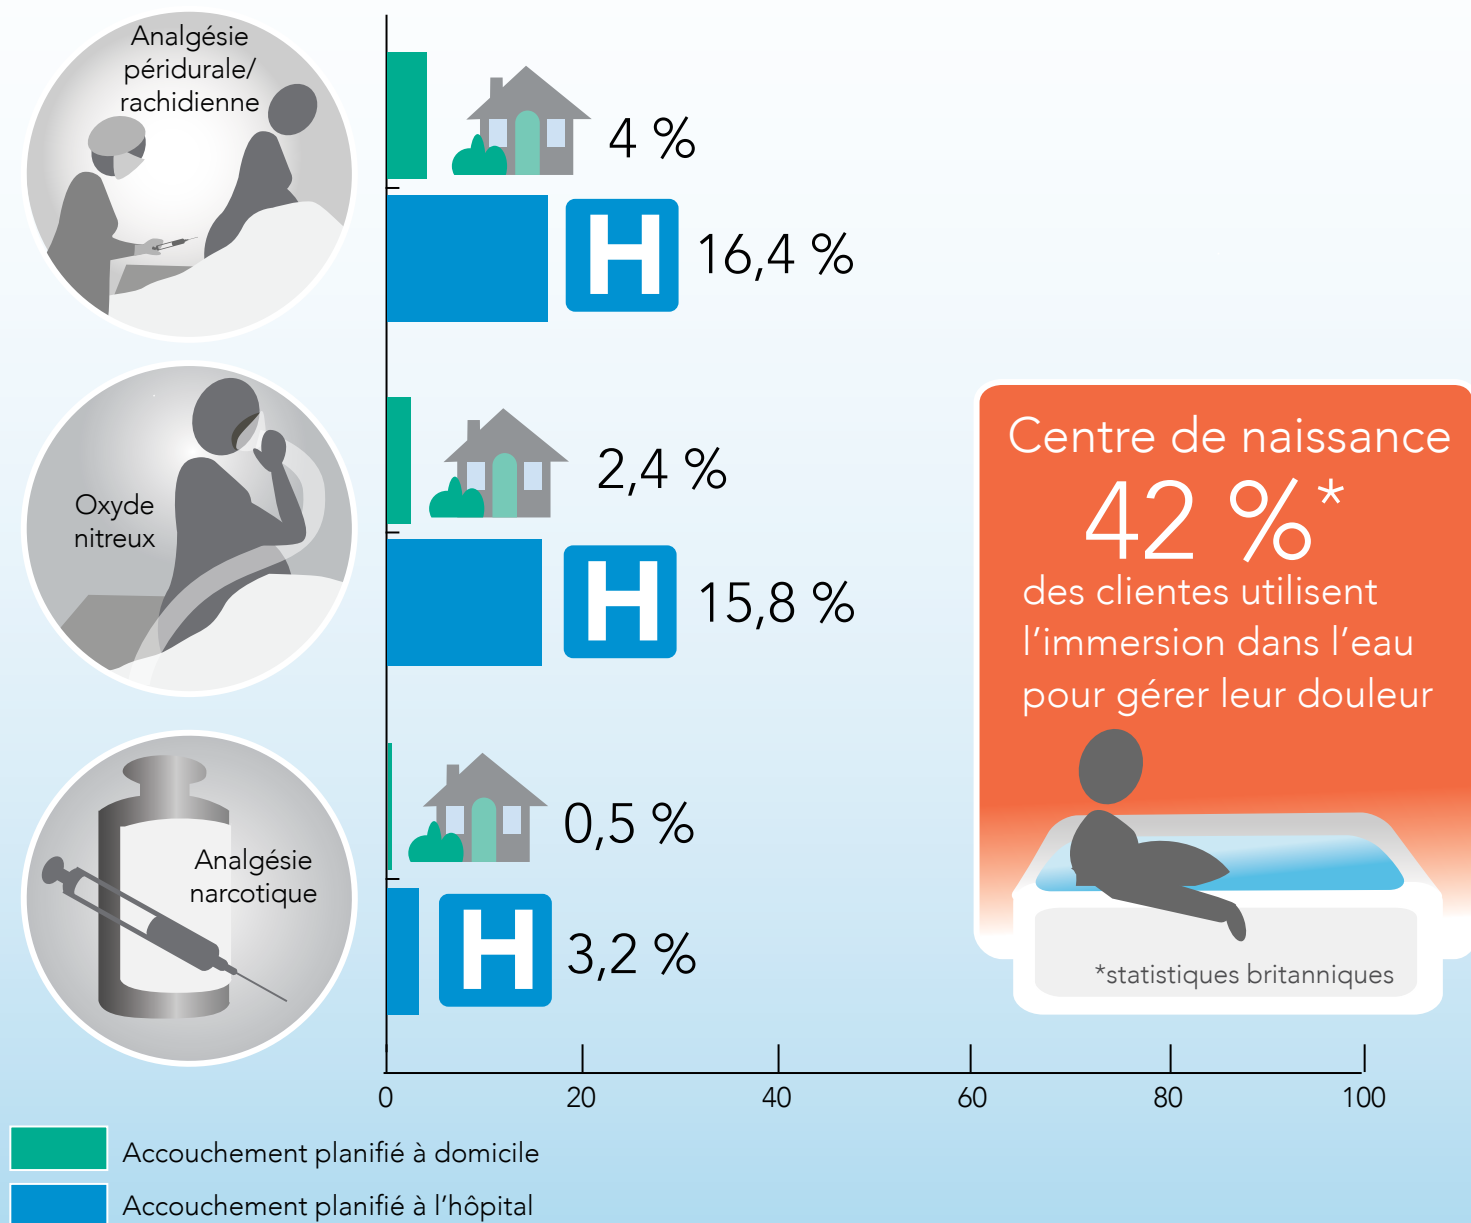 Analgésie
péridurale/
rachidienne
4 %
H
16,4 %
Oxyde
nitreux
2,4 %
H
15,8 %
Analgésie
narcotique
0,5 %
H
3,2 %
Centre de naissance
42 %*
des clientes utilisent
l'immersion dans l'eau
pour gérer leur douleur
*statistiques britanniques
0 20 40 60 80 100
Accouchement planifié à domicile
Accouchement planifié à l'hôpital